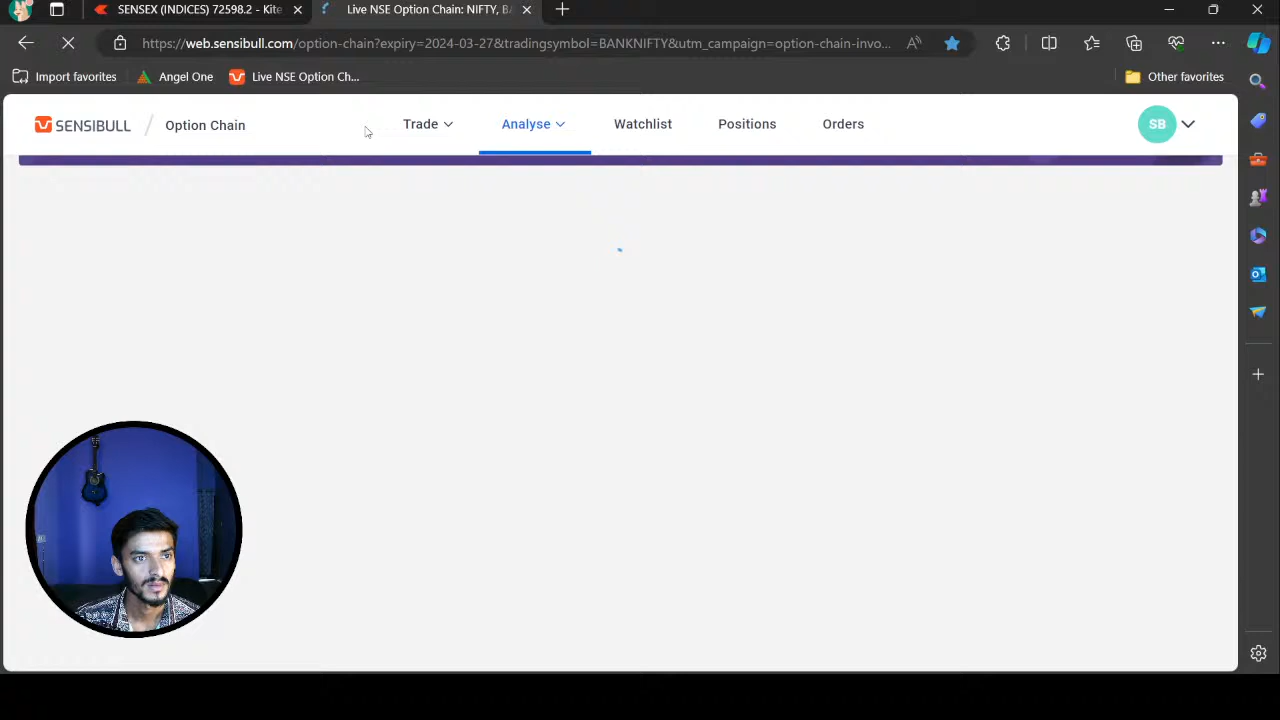 SENSEX (INDICES) 72598.2 - Kite
Live NSE Option Chain: NIFTY, BA
https://web.sensibull.com/option-chain?expiry=2024-03-27&tradingsymbol=BANKNIFTY&utm_campaign=option-chain-invo...
Import favorites
Angel One
Live NSE Option Ch...
Other favorites
SENSIBULL / Option Chain
Trade
Analyse
Watchlist
Positions
Orders
SB